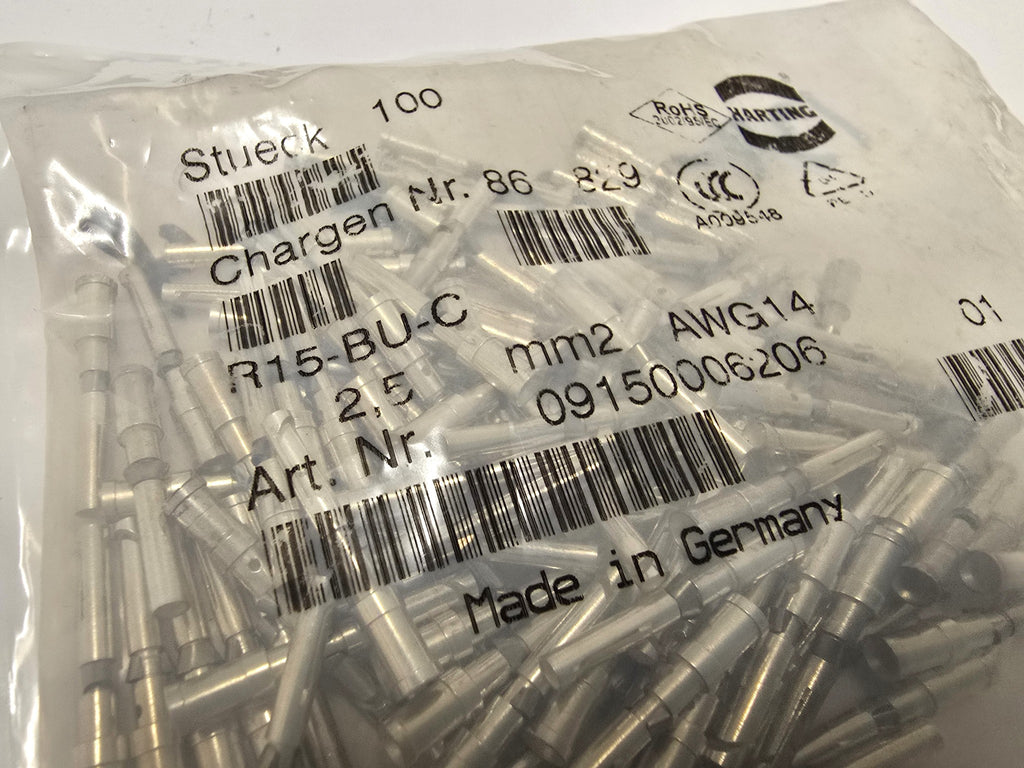 Stueck 100
RoHS
HARTING
Chargen Nr. 86 829
CCC
A009548
R15-BU-C
2,5 mm2 AWG14
01
Art. Nr. 09150006206
Made in Germany